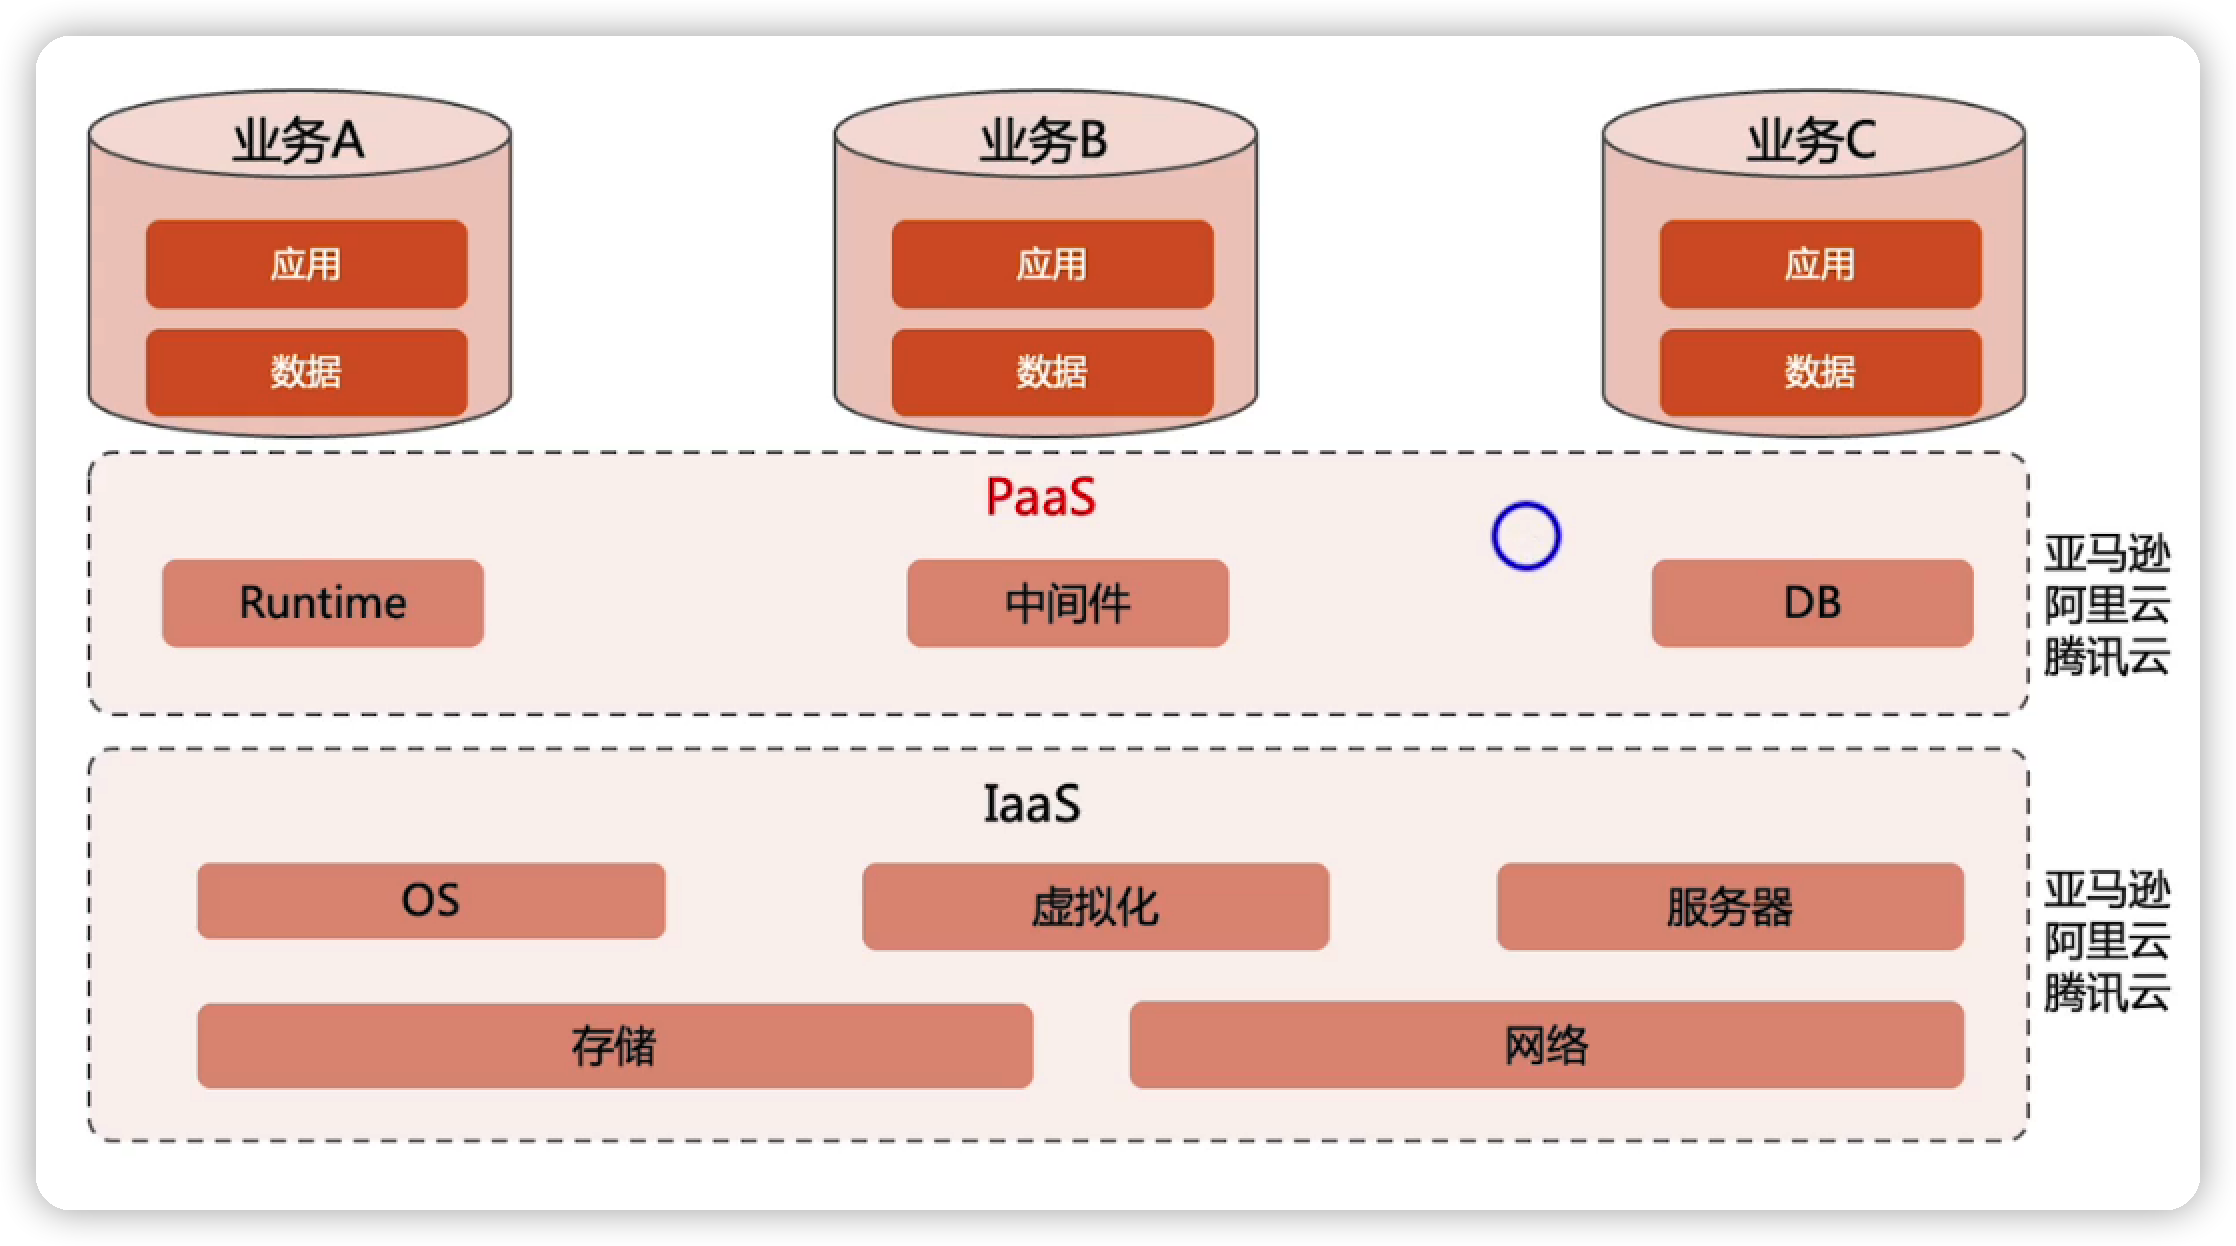 业务A
业务B
业务C
应用
应用
应用
数据
数据
数据
PaaS
Runtime
中间件
DB
亚马逊
阿里云
腾讯云
IaaS
OS
虚拟化
服务器
存储
网络
亚马逊
阿里云
腾讯云